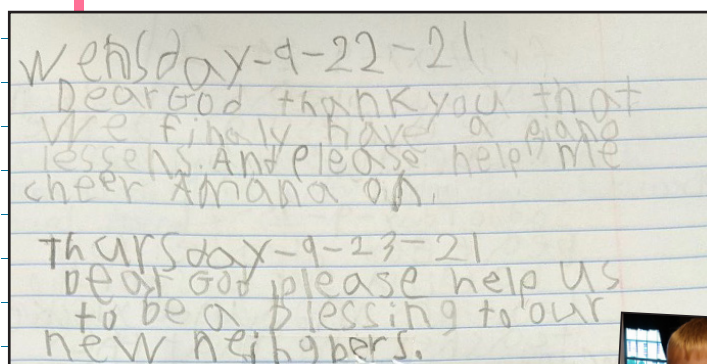 Wensday-9-22-21
Dear God thank you that
We finaly have a piano
lessens. And please help me
cheer Amana on.
Thursday-9-23-21
Dear God please help us
to be a blessing to our
new neihgbers.